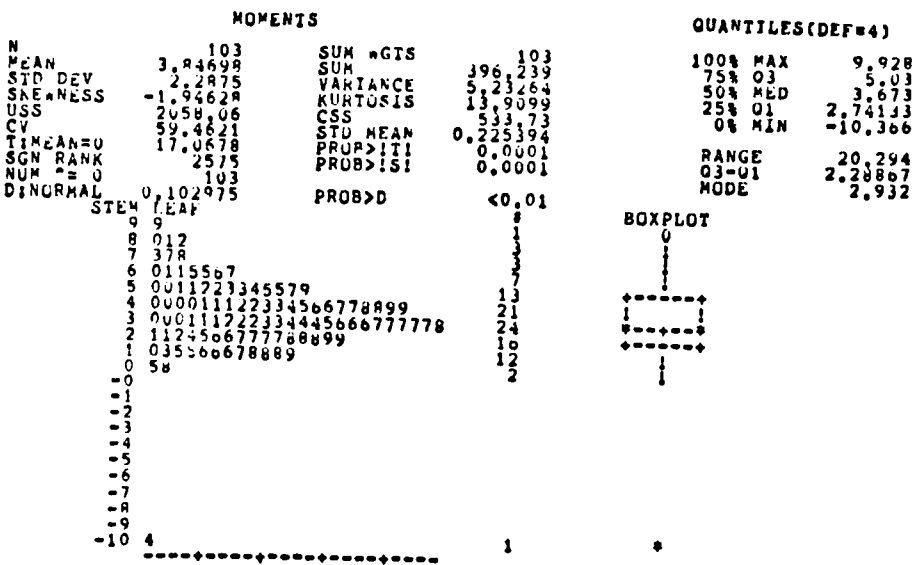 MOMENTS
N 103 SUM WGTS 103
MEAN 3.84698 SUM 396.239
STD DEV 2.2875 VARIANCE 5.23264
SKEWNESS -1.94628 KURTOSIS 13.9099
USS 2058.06 CSS 533.73
CV 59.4621 STD MEAN 0.225394
T:MEAN=0 17.0678 PROB>|T| 0.0001
SGN RANK 2575 PROB>|S| 0.0001
NUM ^= 0 103
D:NORMAL 0.102975 PROB>D <0.01
QUANTILES(DEF=4)
100% MAX 9.928
75% Q3 5.03
50% MED 3.673
25% Q1 2.74133
0% MIN -10.366
RANGE 20.294
Q3-Q1 2.28867
MODE 2.932
STEM LEAF # BOXPLOT
9 9 1 0
8 012 3 |
7 378 3 |
6 0115567 7 |
5 0011223345579 13 |
4 000011122334566778899 21 +-----+
3 000111222334445666777778 24 *--+--*
2 1124566777788899 16 +-----+
1 035566678889 12 |
0 58 2 |
-0
-1
-2
-3
-4
-5
-6
-7
-8
-9
-10 4 1 *
----+----+----+----+----